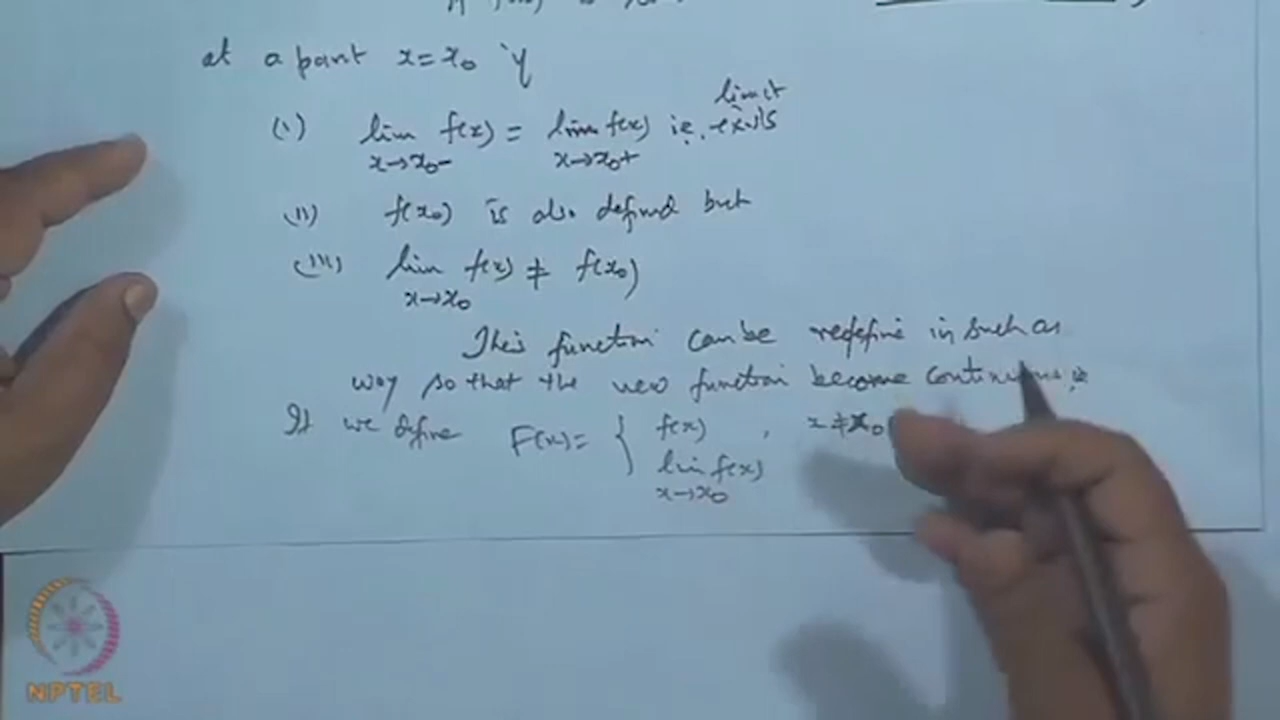 at a point x = x₀ if
(i) lim f(x) = lim f(x) i.e. limit exists
x→x₀- x→x₀+
(ii) f(x₀) is also defined but
(iii) lim f(x) ≠ f(x₀)
x→x₀
This function can be redefine in such as
way so that the new function become continuous,
If we define F(x) = { f(x) , x ≠ x₀
lim f(x)
x→x₀
NPTEL